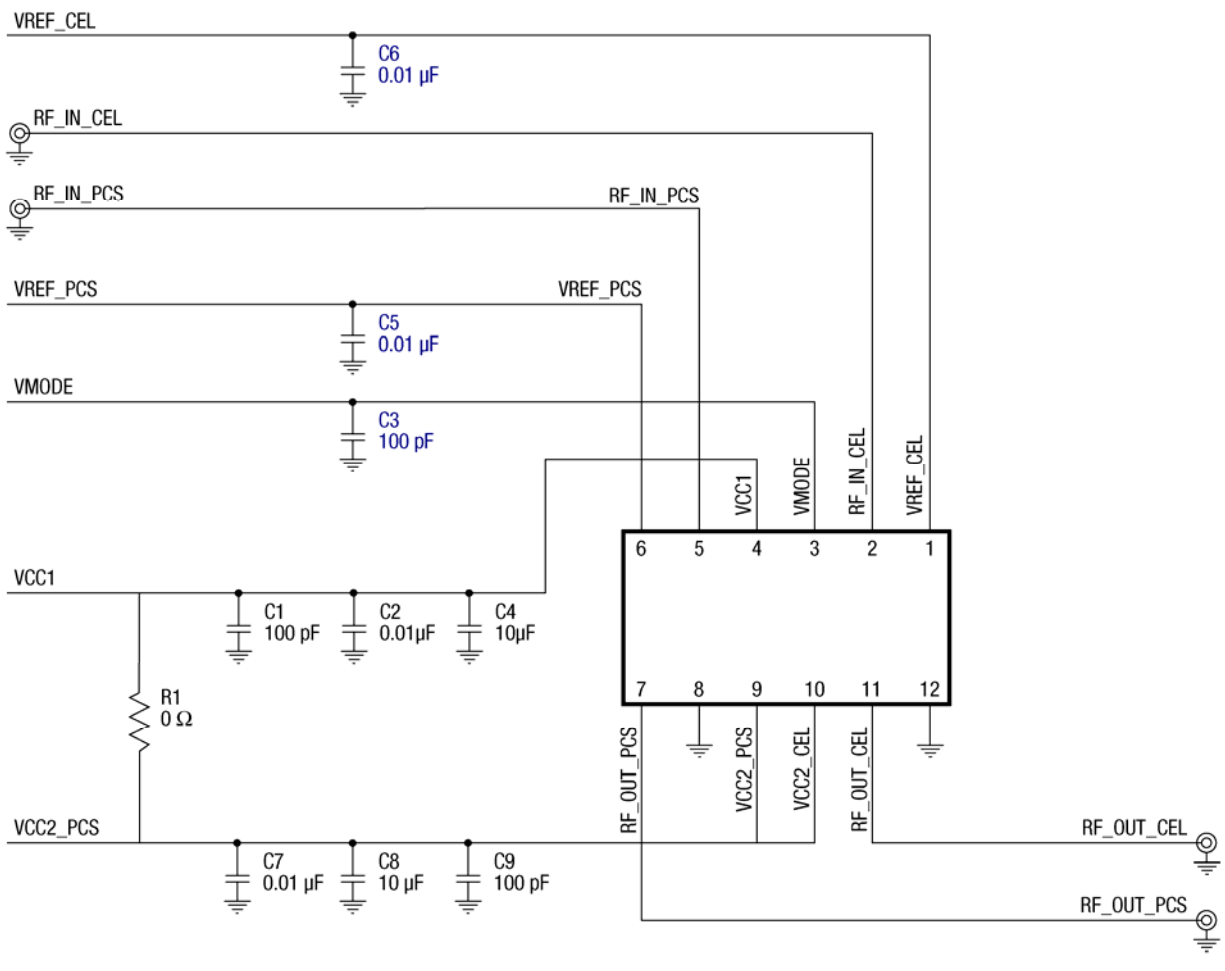 VREF_CEL
C6
0.01 µF
RF_IN_CEL
RF_IN_PCS
RF_IN_PCS
VREF_PCS
VREF_PCS
C5
0.01 µF
VMODE
C3
100 pF
VCC1
VMODE
RF_IN_CEL
VREF_CEL
6 5 4 3 2 1
VCC1
C1
100 pF
C2
0.01µF
C4
10µF
R1
0 Ω
7 8 9 10 11 12
RF_OUT_PCS
VCC2_PCS
VCC2_CEL
RF_OUT_CEL
VCC2_PCS
C7
0.01 µF
C8
10 µF
C9
100 pF
RF_OUT_CEL
RF_OUT_PCS